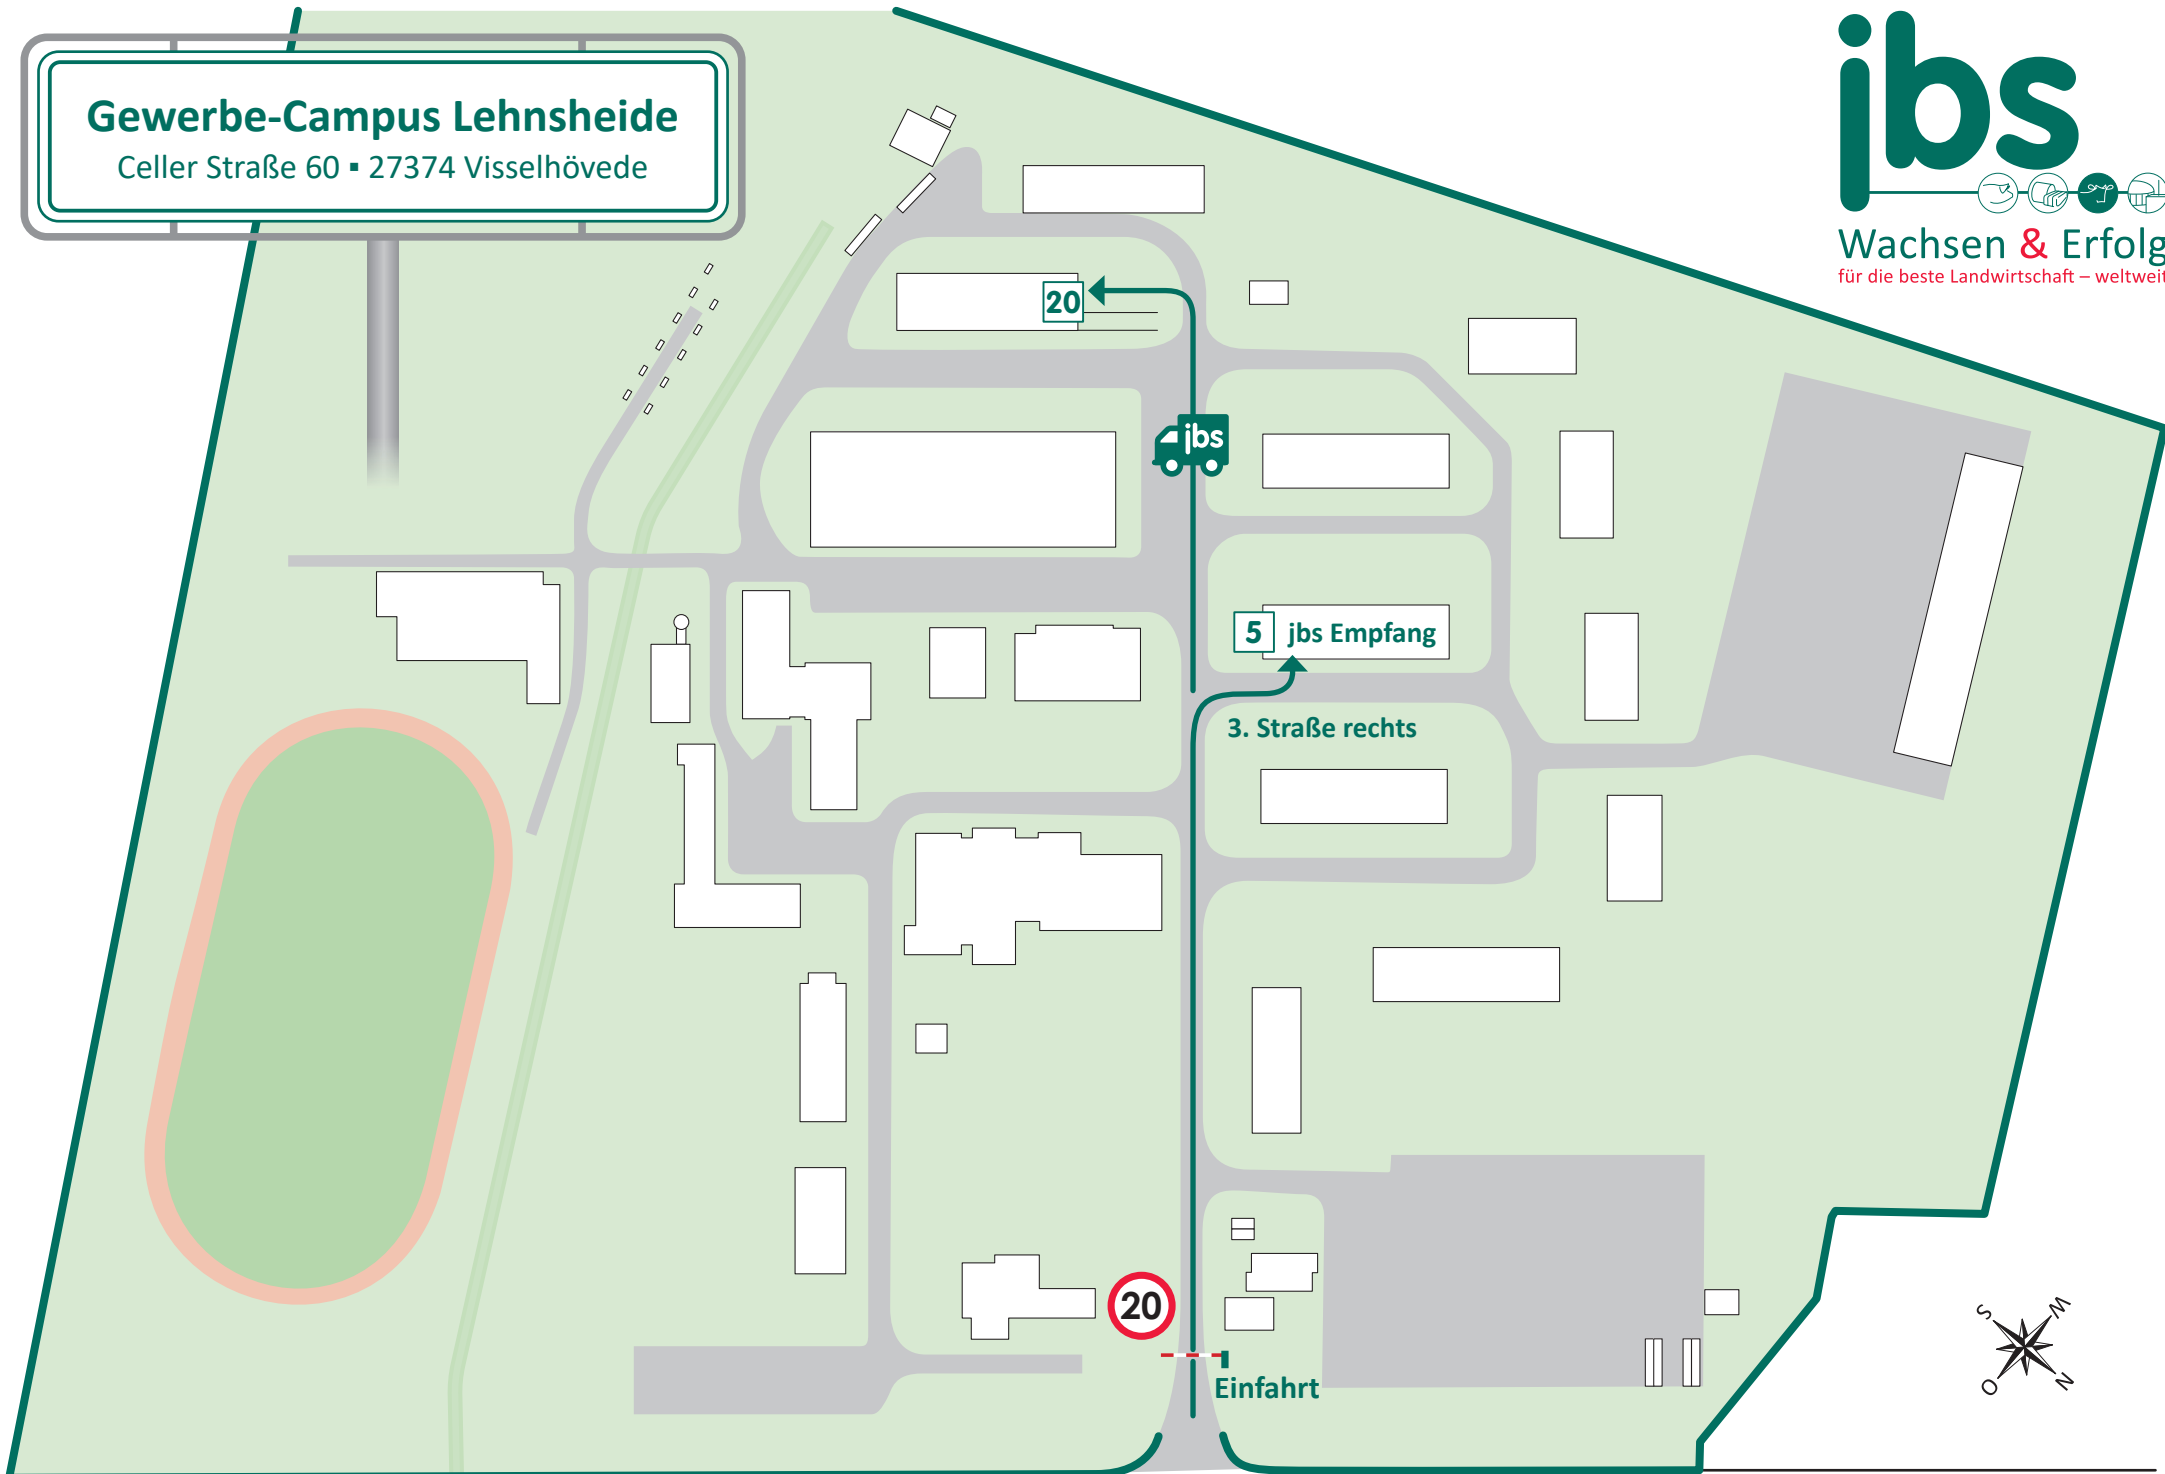 Gewerbe-Campus Lehnsheide
Celler Straße 60 ▪ 27374 Visselhövede
jbs
Wachsen & Erfolg
für die beste Landwirtschaft – weltweit
20
jbs
5 jbs Empfang
3. Straße rechts
20
Einfahrt
S
W
O
N